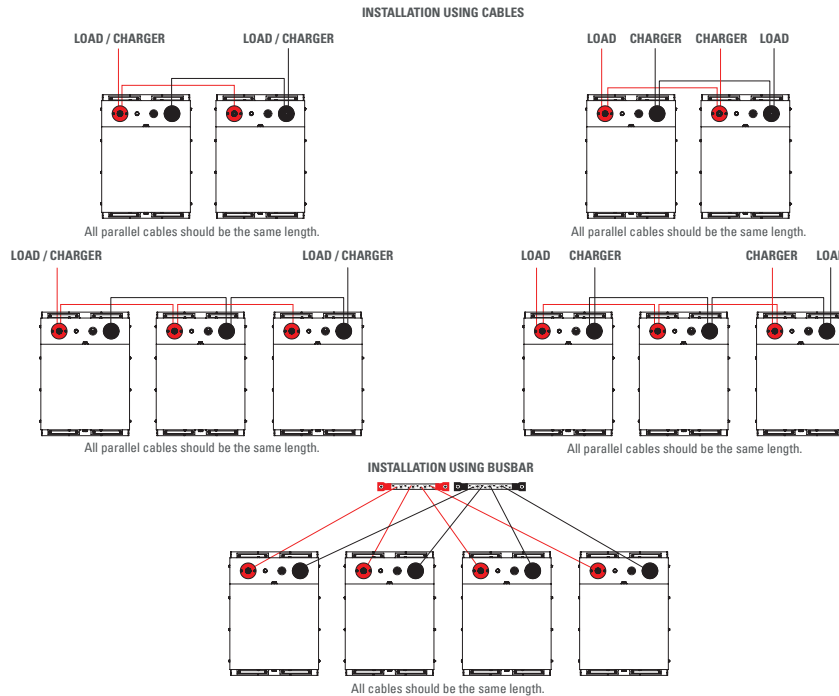 INSTALLATION USING CABLES
LOAD / CHARGER LOAD / CHARGER
LOAD CHARGER CHARGER LOAD
All parallel cables should be the same length.
All parallel cables should be the same length.
LOAD / CHARGER LOAD / CHARGER
LOAD CHARGER CHARGER LOA
All parallel cables should be the same length.
All parallel cables should be the same length.
INSTALLATION USING BUSBAR
All cables should be the same length.